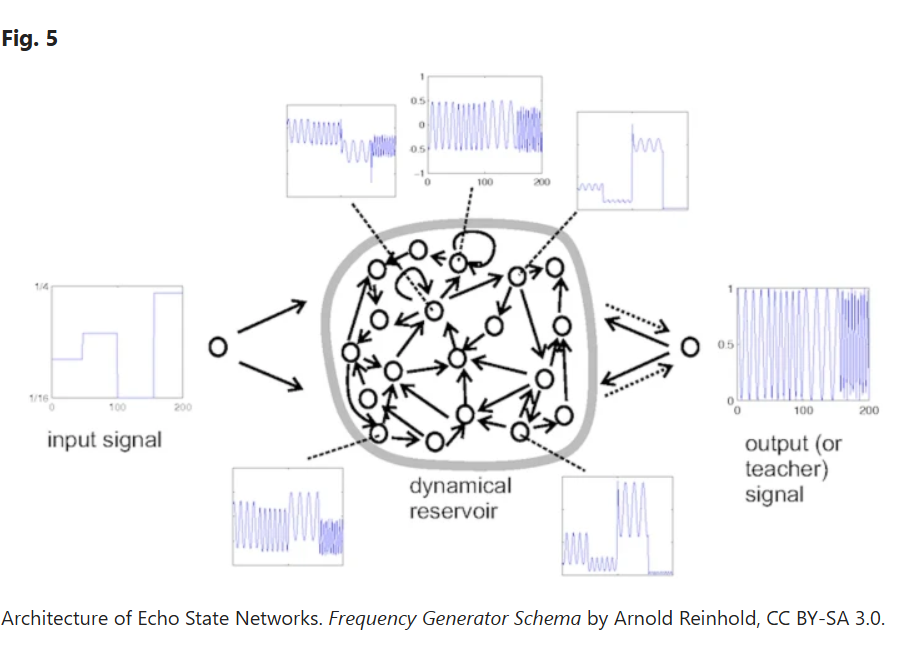 Fig. 5
1
0.5
0
-0.5
-1
0 100 200
1/4
1/16
0 100 200
input signal
1
0.5
0
0 100 200
output (or
teacher)
signal
dynamical
reservoir
Architecture of Echo State Networks. Frequency Generator Schema by Arnold Reinhold, CC BY-SA 3.0.